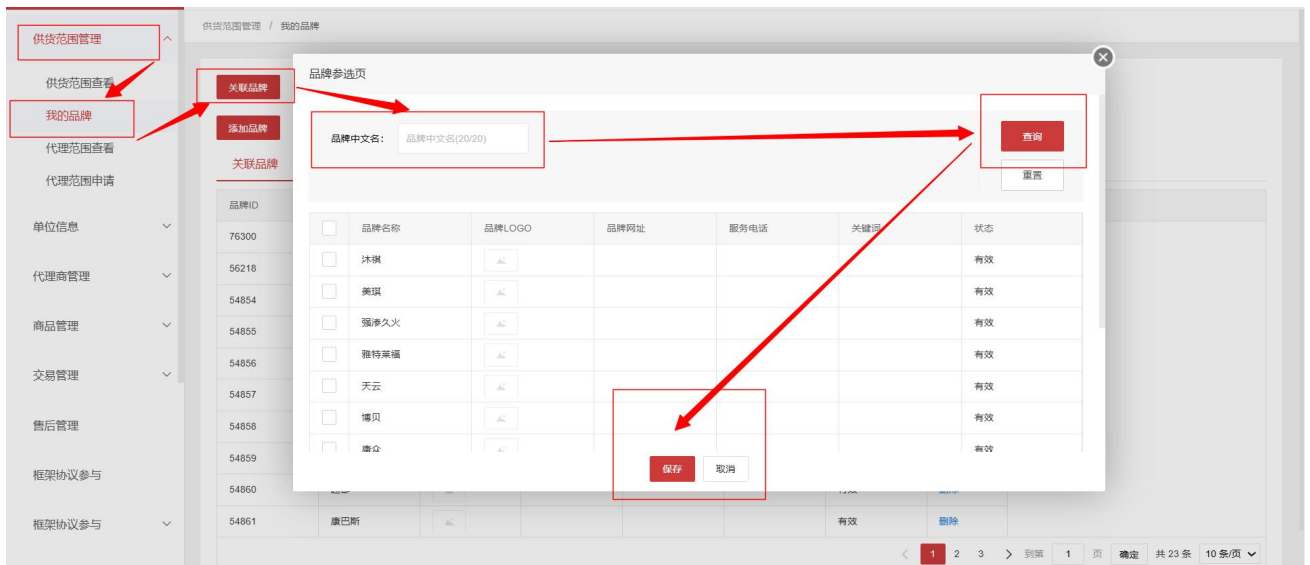 供货范围管理 / 我的品牌
供货范围管理
供货范围查看
我的品牌
代理范围查看
代理范围申请
单位信息
代理商管理
商品管理
交易管理
售后管理
框架协议参与
框架协议参与
关联品牌
添加品牌
关联品牌
品牌ID
76300
56218
54854
54855
54856
54857
54858
54859
54860
54861 康巴斯 有效 删除
品牌参选页
品牌中文名: 品牌中文名(20/20) 查询
重置
品牌名称 品牌LOGO 品牌网址 服务电话 关键词 状态
沐祺 有效
美琪 有效
强渗久火 有效
雅特莱福 有效
天云 有效
博贝 有效
唐众 有效
保存 取消
1 2 3 到第 1 页 确定 共 23 条 10 条/页